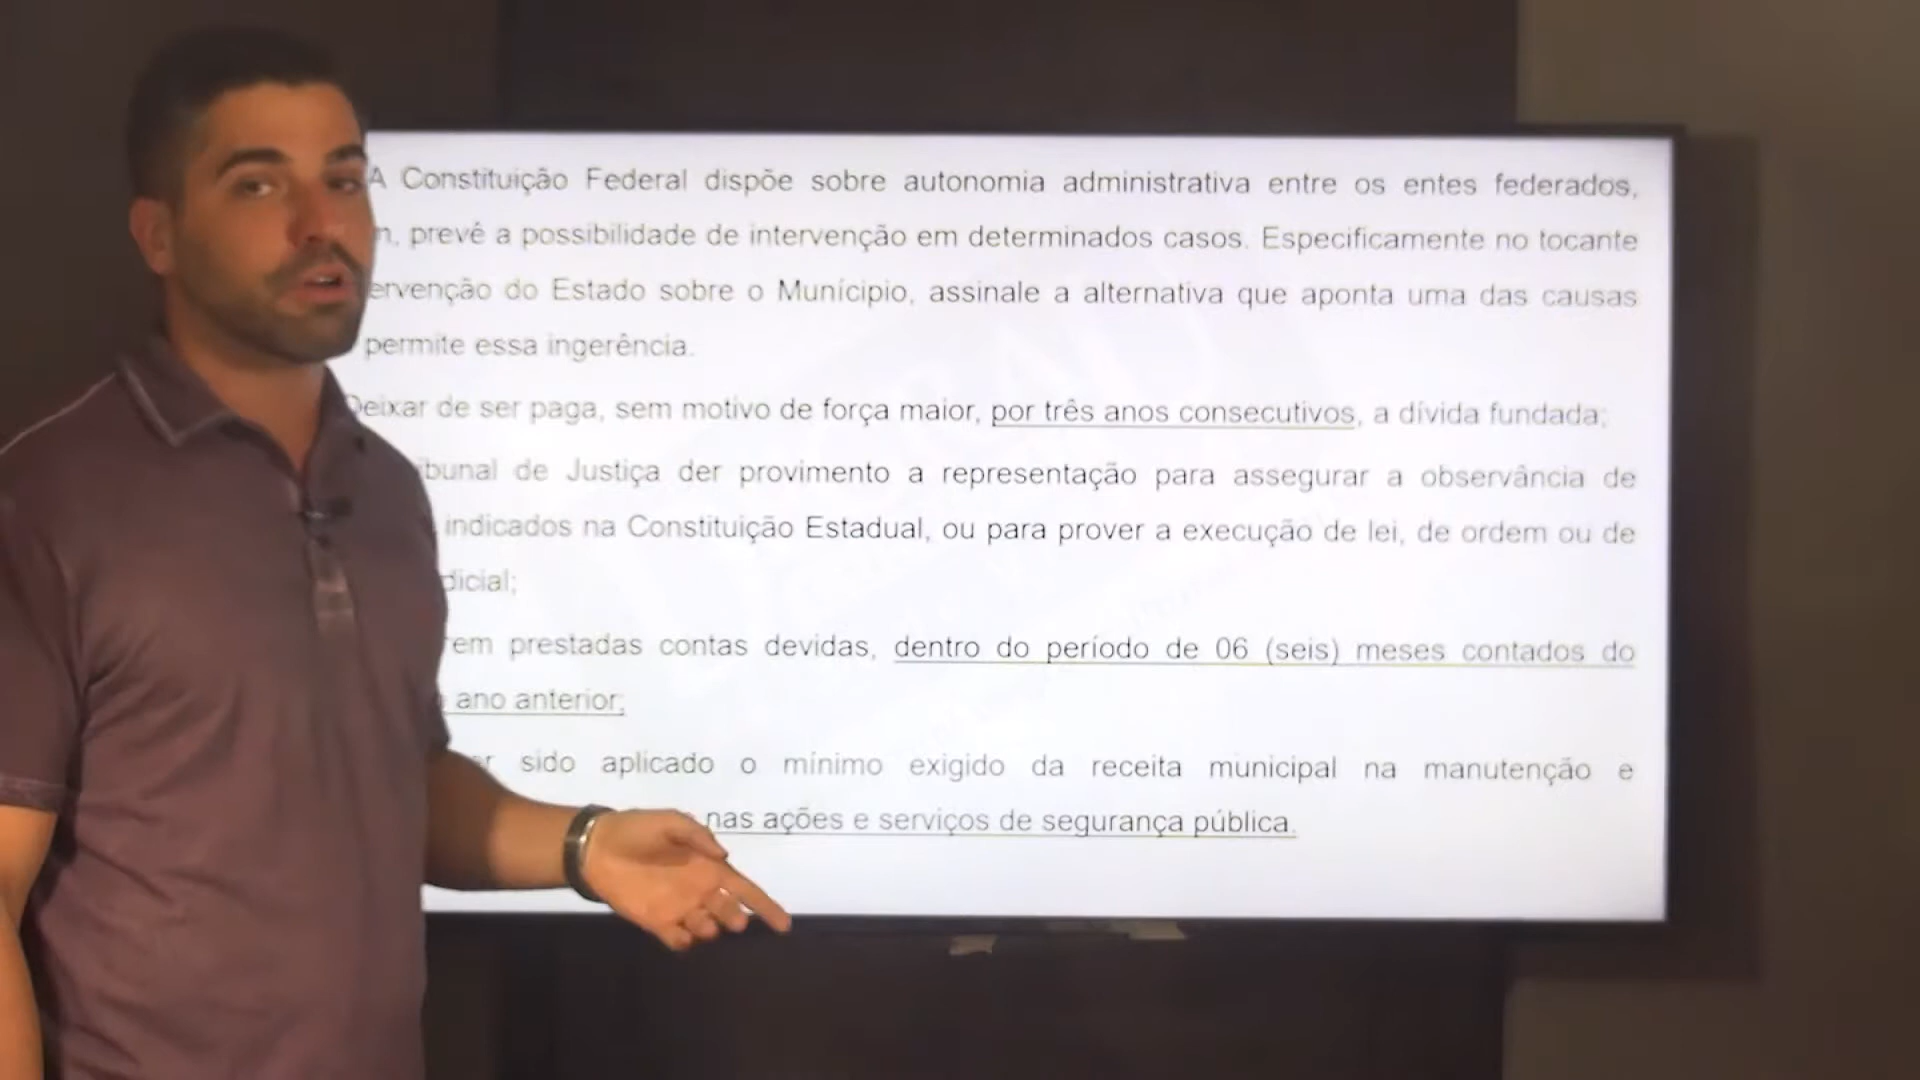 A Constituição Federal dispõe sobre autonomia administrativa entre os entes federados,
prevê a possibilidade de intervenção em determinados casos. Especificamente no tocante
ervenção do Estado sobre o Munícipio, assinale a alternativa que aponta uma das causas
permite essa ingerência.
Deixar de ser paga, sem motivo de força maior, por três anos consecutivos, a dívida fundada;
ibunal de Justiça der provimento a representação para assegurar a observância de
indicados na Constituição Estadual, ou para prover a execução de lei, de ordem ou de
dicial;
rem prestadas contas devidas, dentro do período de 06 (seis) meses contados do
ano anterior;
sido aplicado o mínimo exigido da receita municipal na manutenção e
nas ações e serviços de segurança pública.